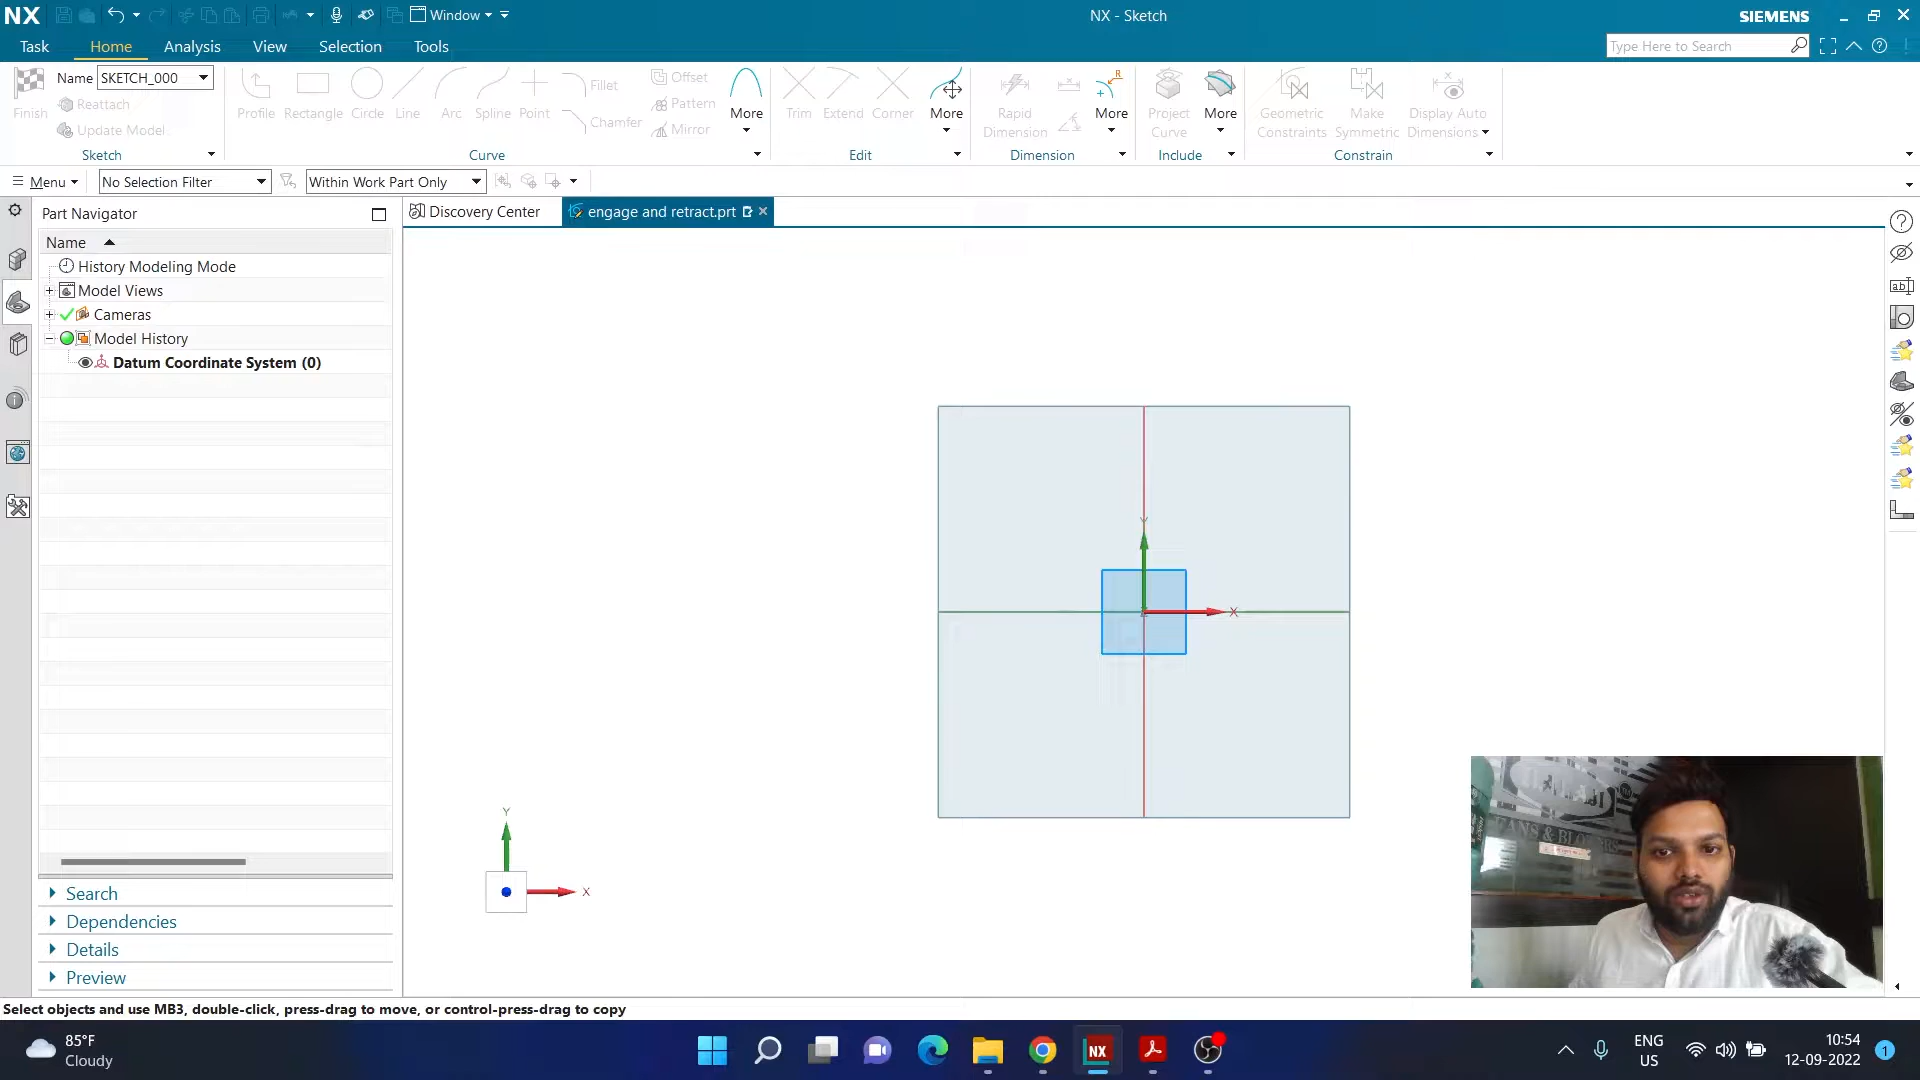 NX Window NX - Sketch SIEMENS
Task Home Analysis View Selection Tools Type Here to Search
Finish Name SKETCH_000
Reattach
Update Model
Sketch
Profile Rectangle Circle Line Arc Spline Point Fillet Chamfer Offset Pattern Mirror More
Curve
Trim Extend Corner More
Edit
Rapid Dimension More
Dimension
Project Curve More
Include
Geometric Constraints Make Symmetric Display Auto Dimensions
Constrain
Menu No Selection Filter Within Work Part Only
Part Navigator
Discovery Center engage and retract.prt
Name
History Modeling Mode
Model Views
Cameras
Model History
Datum Coordinate System (0)
Y
X
Y
X
Search
Dependencies
Details
Preview
FANS & BLOWERS
Select objects and use MB3, double-click, press-drag to move, or control-press-drag to copy
85°F
Cloudy
NX
ENG
US
10:54
12-09-2022
1